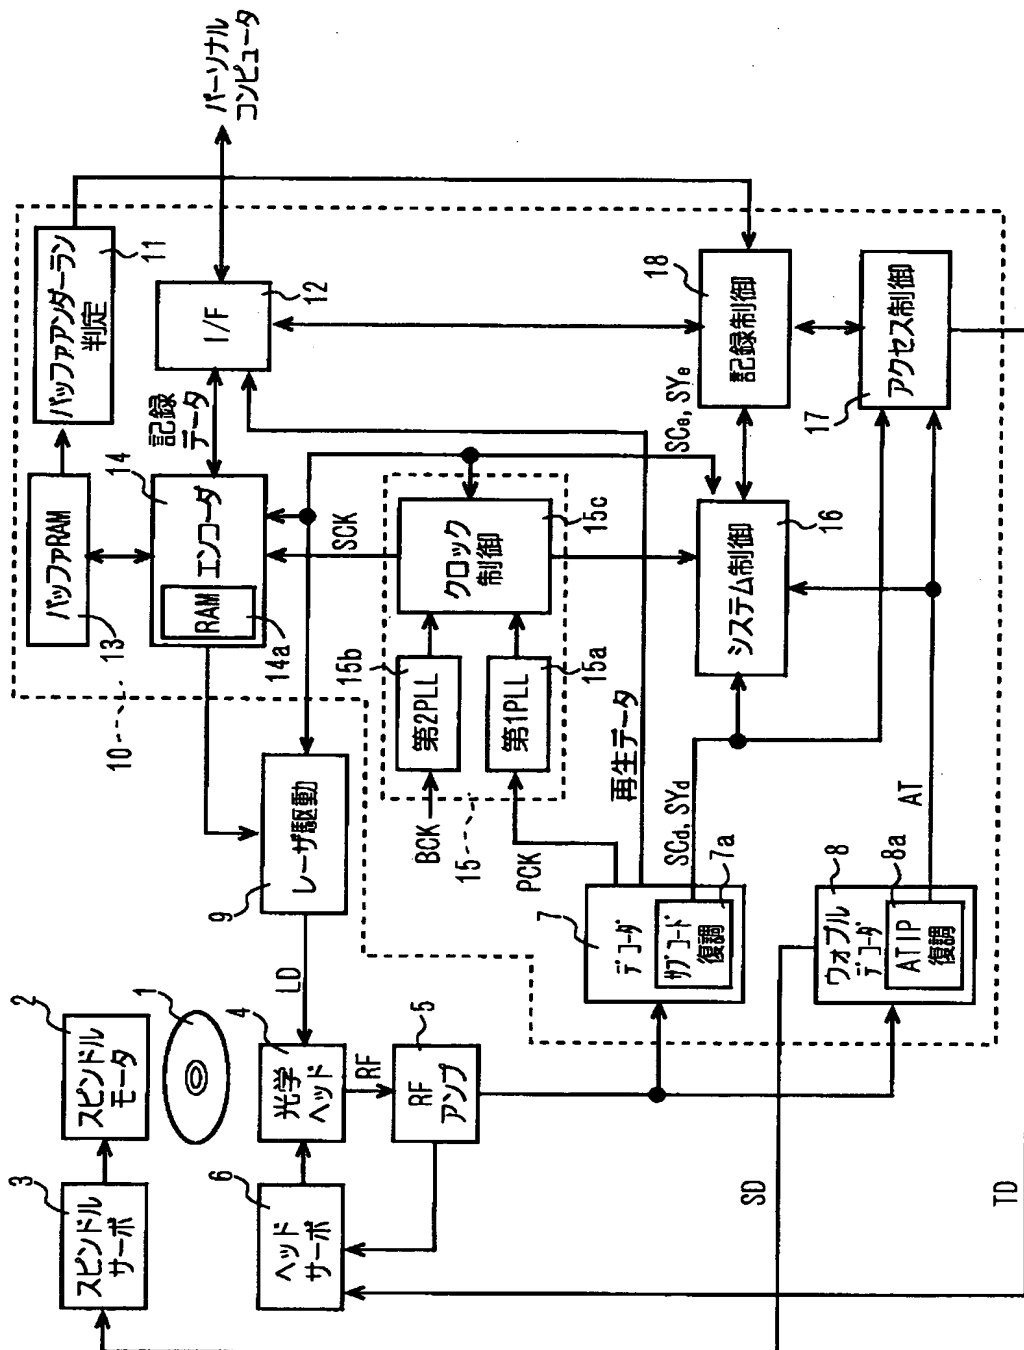 3
スピンドル
サーボ
2
スピンドル
モータ
1
6
ヘッド
サーボ
4
光学
ヘッド
LD
RF
5
RF
アンプ
9
レーザ駆動
10
13
バッファRAM
11
バッファアンダーラン
判定
14
エンコーダ
RAM
14a
記録
データ
I/F
12
パーソナル
コンピュータ
SCK
BCK
15
第2PLL
15b
PCK
第1PLL
15a
クロック
制御
15c
再生データ
7
デコーダ
サブコード
復調
7a
SCd, SYd
8
ウォブル
デコーダ
ATIP
復調
8a
AT
システム制御
16
SCe, SYe
18
記録制御
17
アクセス制御
SD
TD